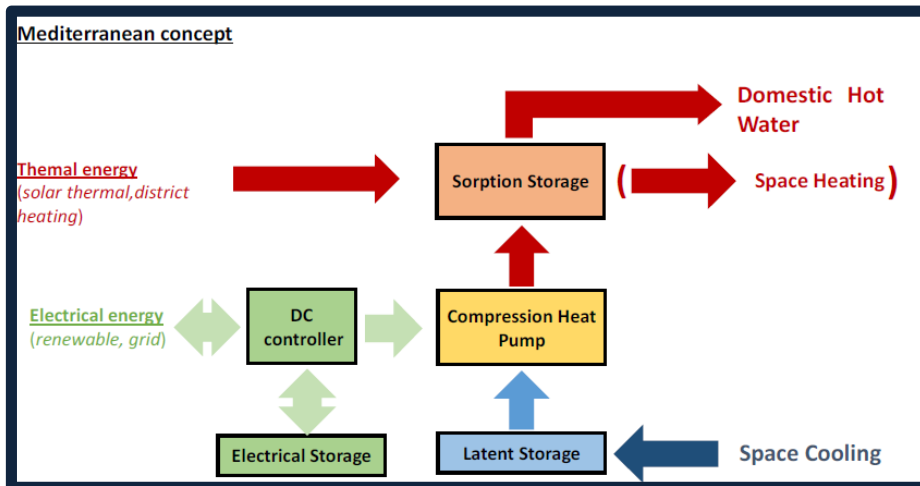 Mediterranean concept
Domestic Hot
Water
Themal energy
(solar thermal,district
heating)
Sorption Storage
( Space Heating )
Electrical energy
(renewable, grid)
DC
controller
Compression Heat
Pump
Electrical Storage
Latent Storage
Space Cooling